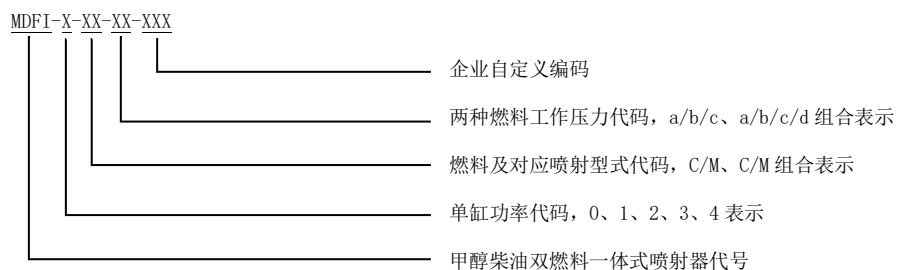 MDFI-X-XX-XX-XXX
企业自定义编码
两种燃料工作压力代码，a/b/c、a/b/c/d 组合表示
燃料及对应喷射型式代码，C/M、C/M 组合表示
单缸功率代码，0、1、2、3、4 表示
甲醇柴油双燃料一体式喷射器代号